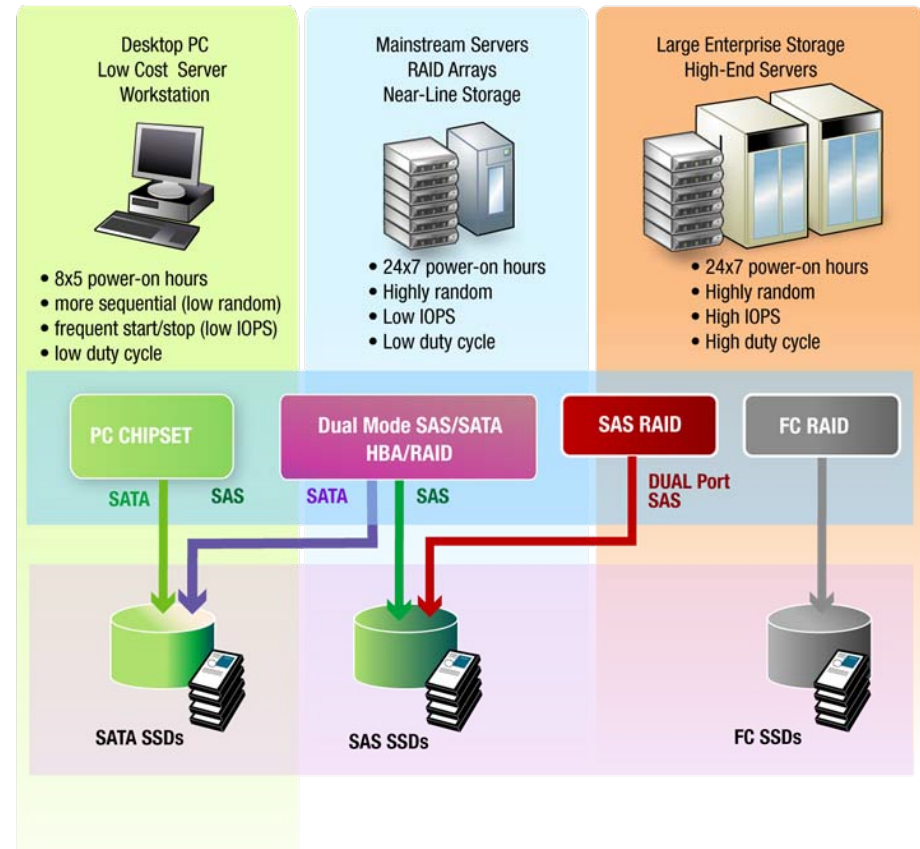 Desktop PC
Low Cost Server
Workstation
• 8x5 power-on hours
• more sequential (low random)
• frequent start/stop (low IOPS)
• low duty cycle
Mainstream Servers
RAID Arrays
Near-Line Storage
• 24x7 power-on hours
• Highly random
• Low IOPS
• Low duty cycle
Large Enterprise Storage
High-End Servers
• 24x7 power-on hours
• Highly random
• High IOPS
• High duty cycle
PC CHIPSET
Dual Mode SAS/SATA
HBA/RAID
SAS RAID
FC RAID
SATA
SAS
SATA
SAS
DUAL Port
SAS
SATA SSDs
SAS SSDs
FC SSDs